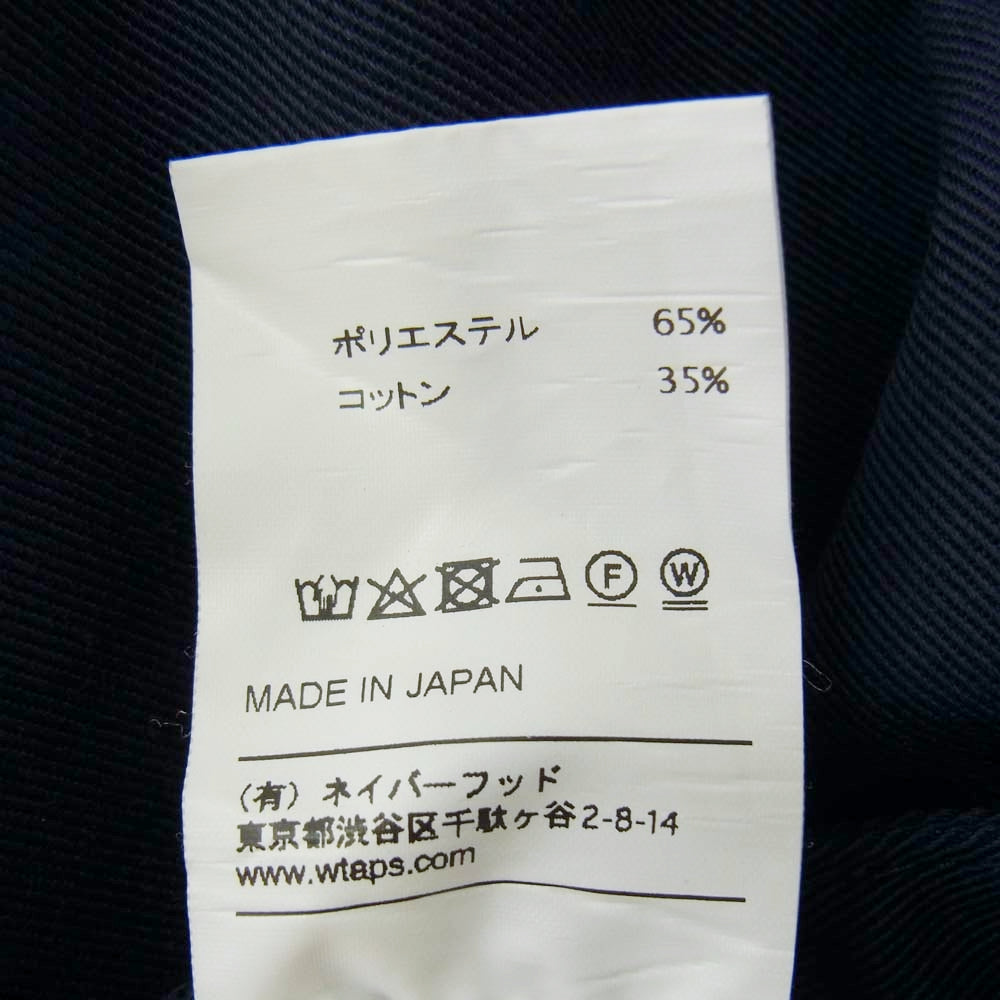 ポリエステル 65%
コットン 35%
F W
MADE IN JAPAN
(有) ネイバーフッド
東京都渋谷区千駄ヶ谷2-8-14
www.wtaps.com